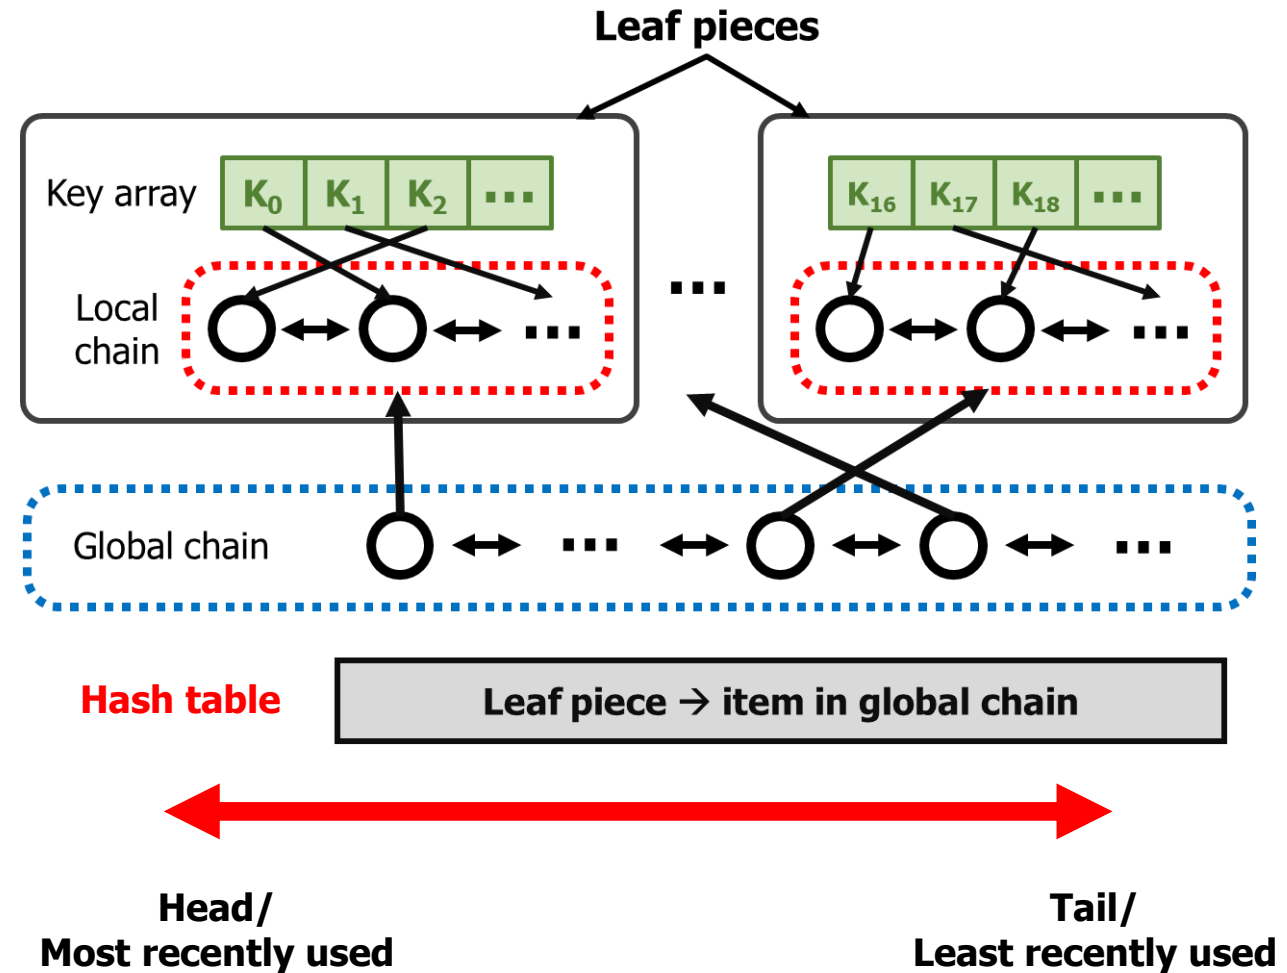 Leaf pieces
Key array
K0 K1 K2 ...
K16 K17 K18 ...
Local
chain
...
...
...
Global chain
...
...
Hash table
Leaf piece → item in global chain
Head/
Most recently used
Tail/
Least recently used